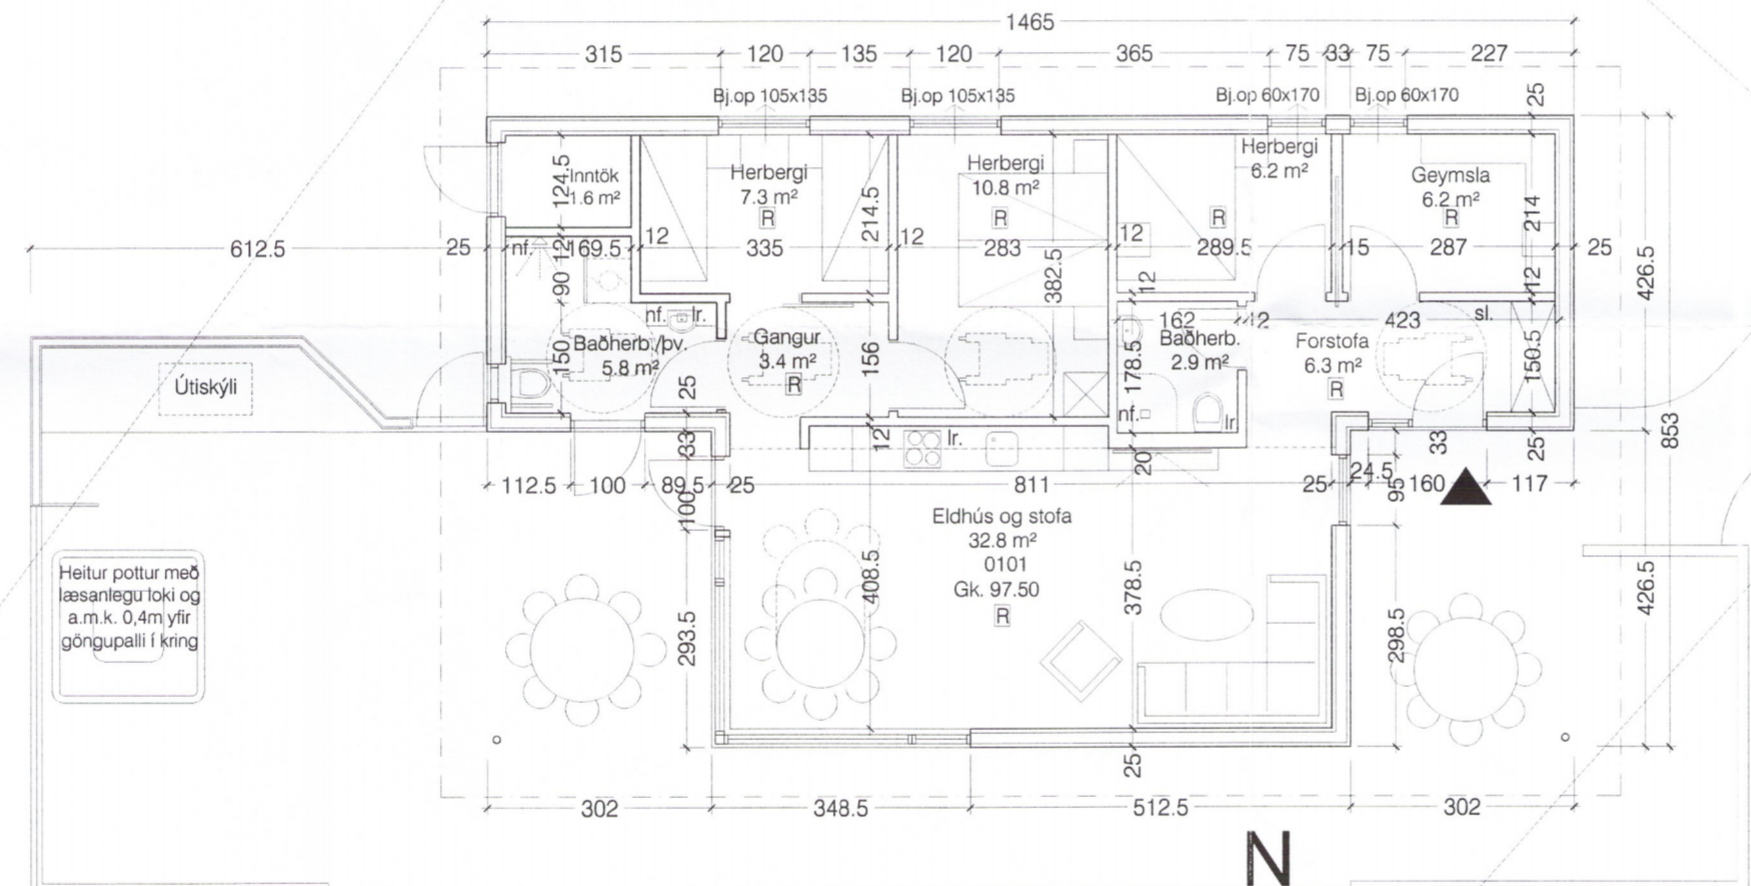 1465
315 120 135 120 365 75 33 75 227
Bj.op 105x135 Bj.op 105x135 Bj.op 60x170 Bj.op 60x170
25
Inntök
1.6 m²
124.5
Herbergi
7.3 m²
R
214.5
Herbergi
10.8 m²
R
Herbergi
6.2 m²
R
Geymsla
6.2 m²
R
214
612.5 25 nf. 12 169.5 12 335 12 283 12 289.5 15 287 25
90
382.5
12
12
426.5
853
nf. lr.
162 12 423 sl.
Útiskýli
Baðherb./þv.
5.8 m²
150
Gangur
3.4 m²
R
156
25
Baðherb.
2.9 m²
178.5
nf. lr.
Forstofa
6.3 m²
R
150.5
33
12
lr.
20
33
25
112.5 100 89.5 25 811 25 24.5 160 117
100
95
Eldhús og stofa
32.8 m²
0101
Gk. 97.50
R
Heitur pottur með
læsanlegu loki og
a.m.k. 0,4m yfir
göngupalli í kring
293.5
408.5
378.5
298.5
426.5
25
302 348.5 512.5 302
N